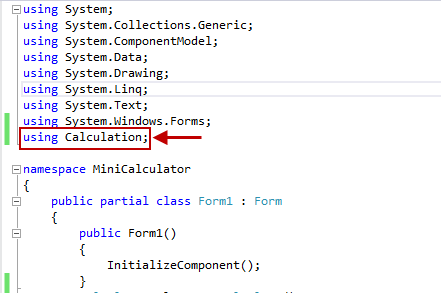 using System;
using System.Collections.Generic;
using System.ComponentModel;
using System.Data;
using System.Drawing;
using System.Linq;
using System.Text;
using System.Windows.Forms;
using Calculation;
namespace MiniCalculator
{
public partial class Form1 : Form
{
public Form1()
{
InitializeComponent();
}